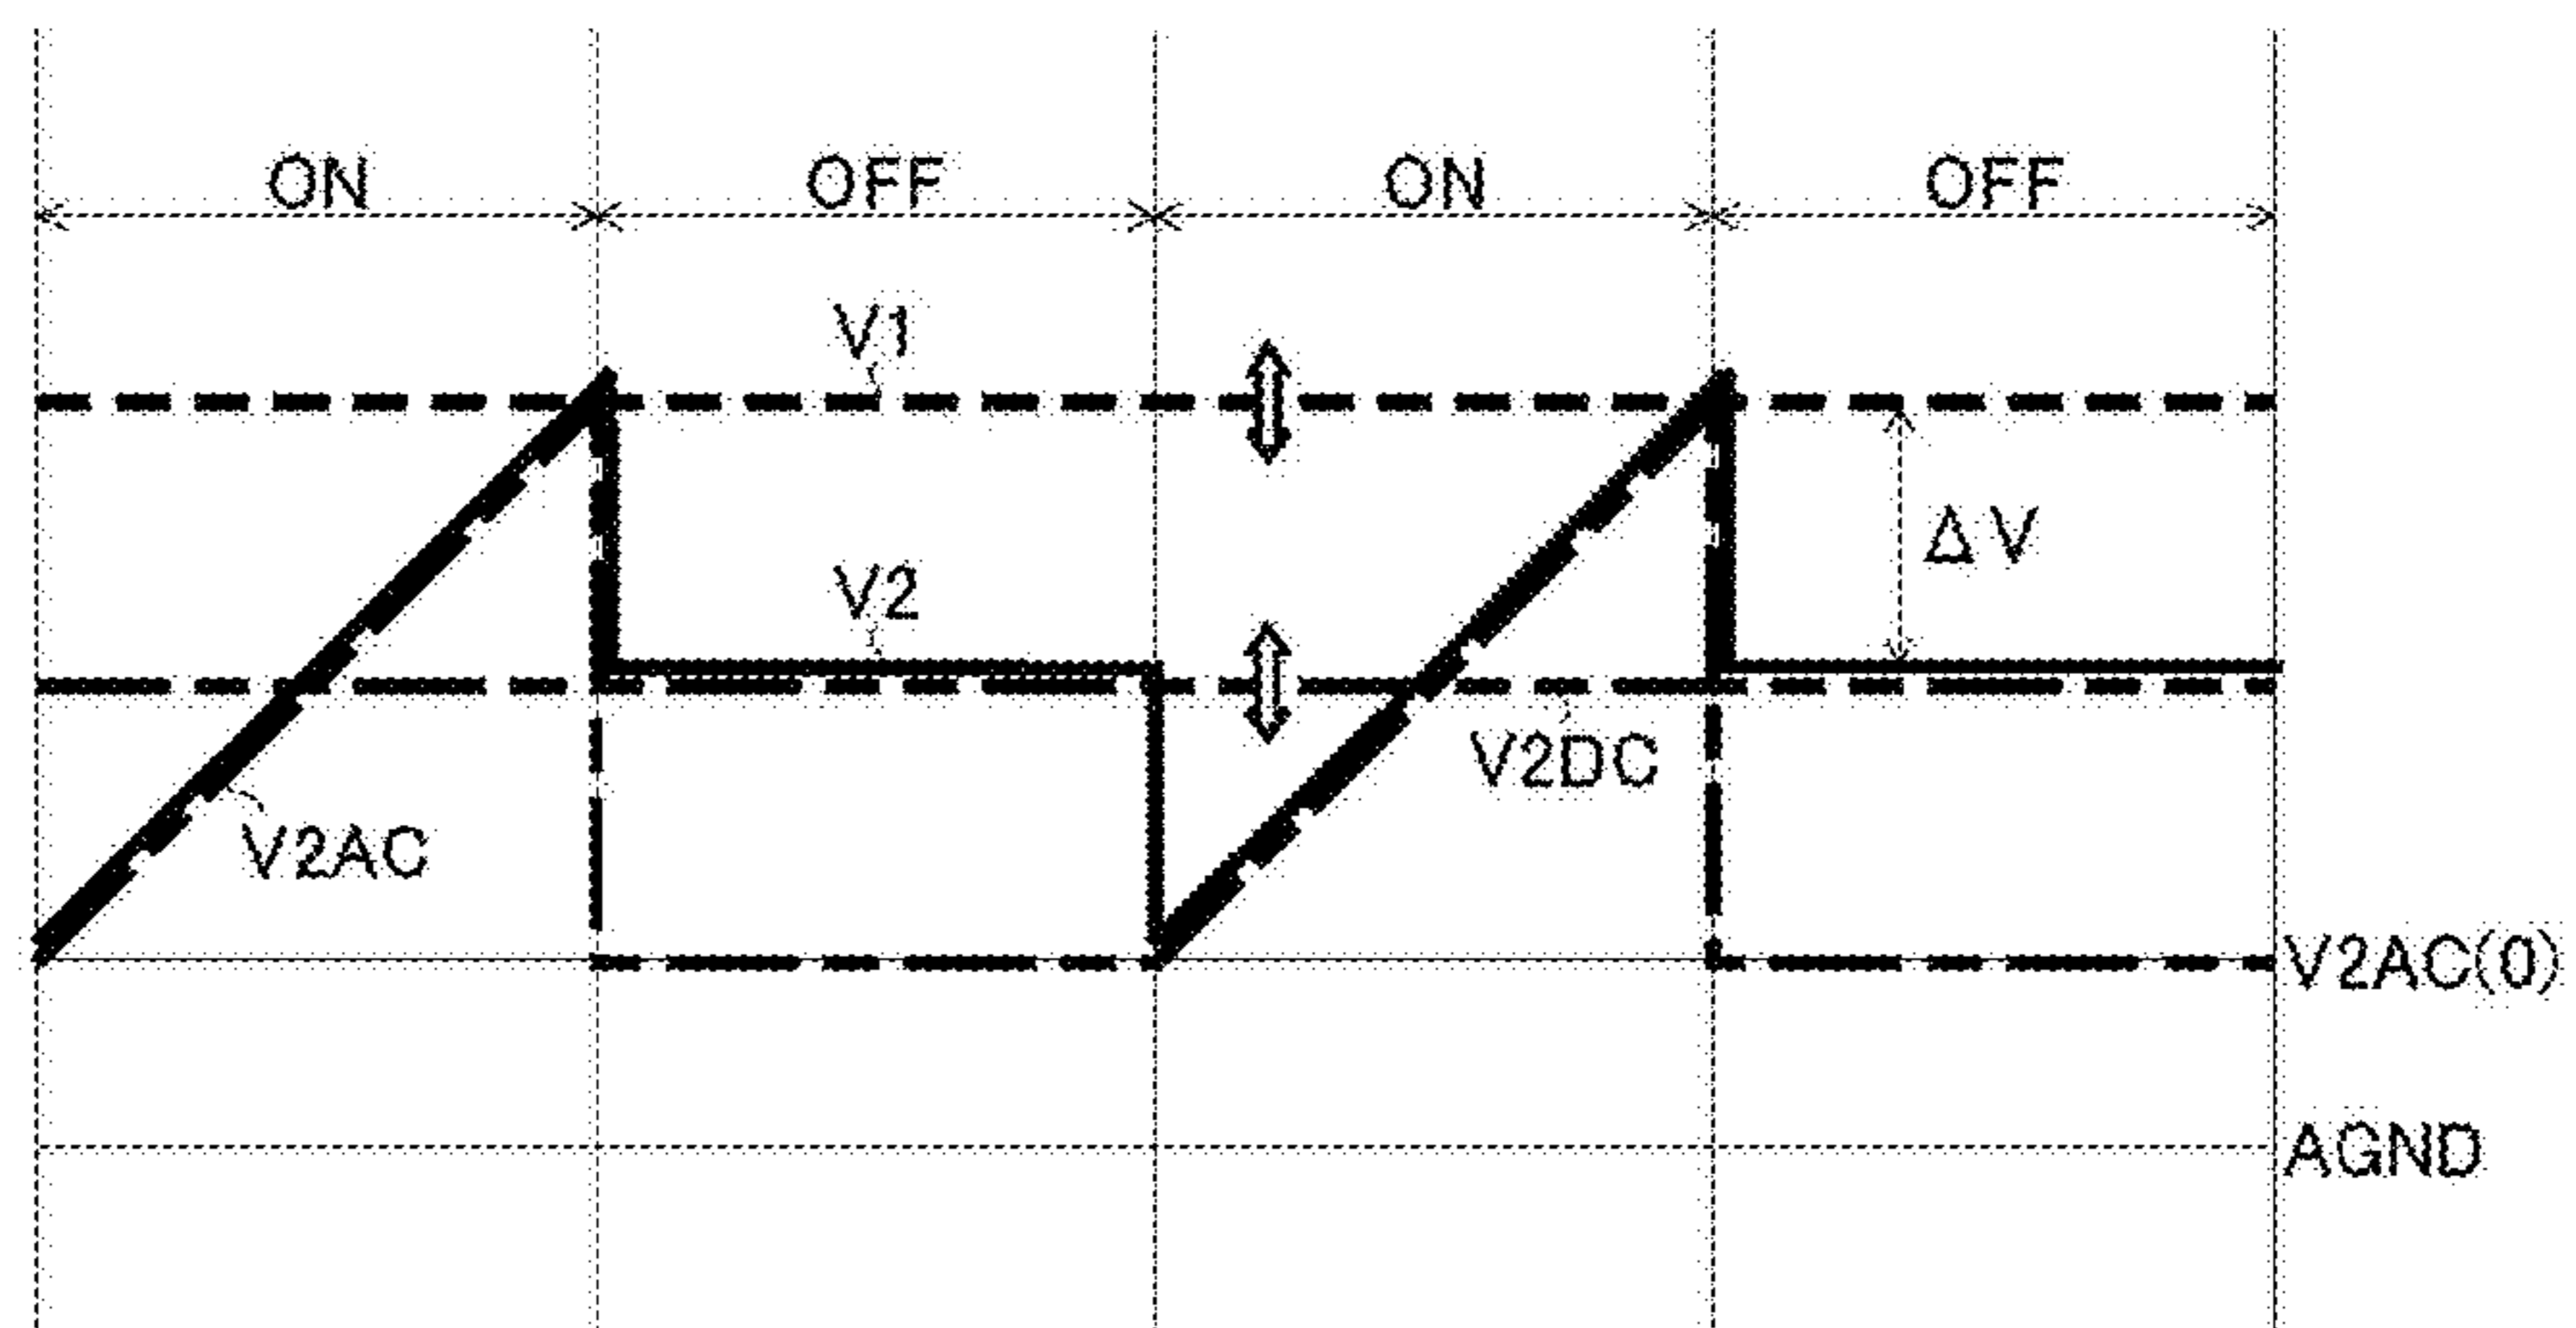 ON OFF ON OFF
V1
ΔV
V2
V2DC
V2AC
V2AC(0)
AGND